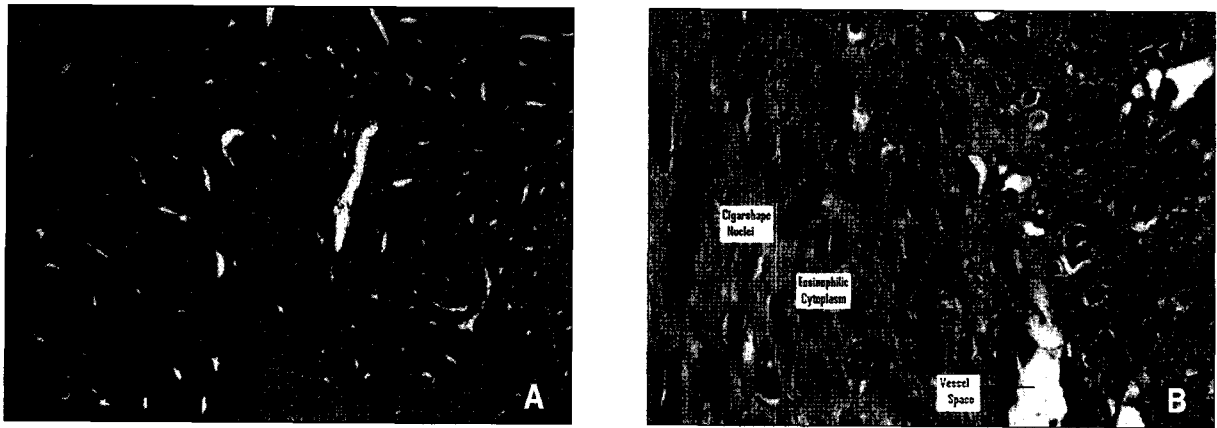 A
Cigarshape
Nuclei
Eosinophilic
Cytoplasm
Vessel
Space
B